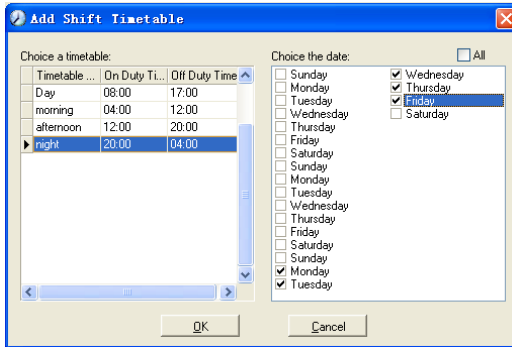 Add Shift Timetable
Choice a timetable:
Timetable ... On Duty Ti... Off Duty Time
Day 08:00 17:00
morning 04:00 12:00
afternoon 12:00 20:00
night 20:00 04:00
Choice the date:
All
Sunday
Monday
Tuesday
Wednesday
Thursday
Friday
Saturday
Sunday
Monday
Tuesday
Wednesday
Thursday
Friday
Saturday
Sunday
Monday
Tuesday
Wednesday
Thursday
Friday
Saturday
OK
Cancel